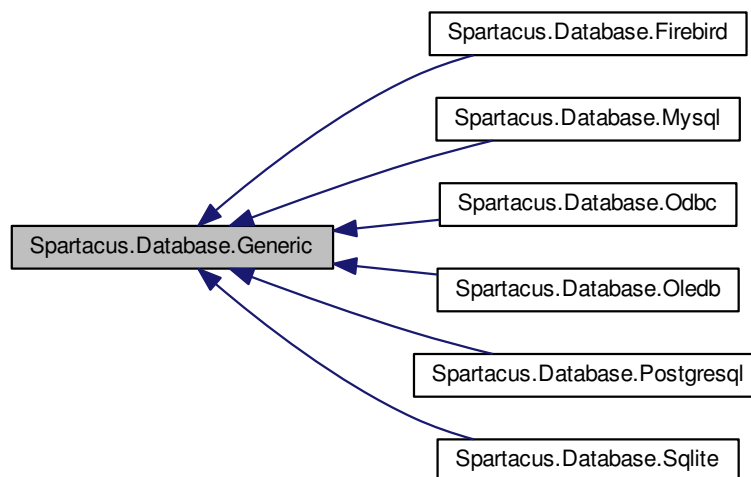 Spartacus.Database.Firebird
Spartacus.Database.Mysql
Spartacus.Database.Odbc
Spartacus.Database.Generic
Spartacus.Database.Oledb
Spartacus.Database.Postgresql
Spartacus.Database.Sqlite